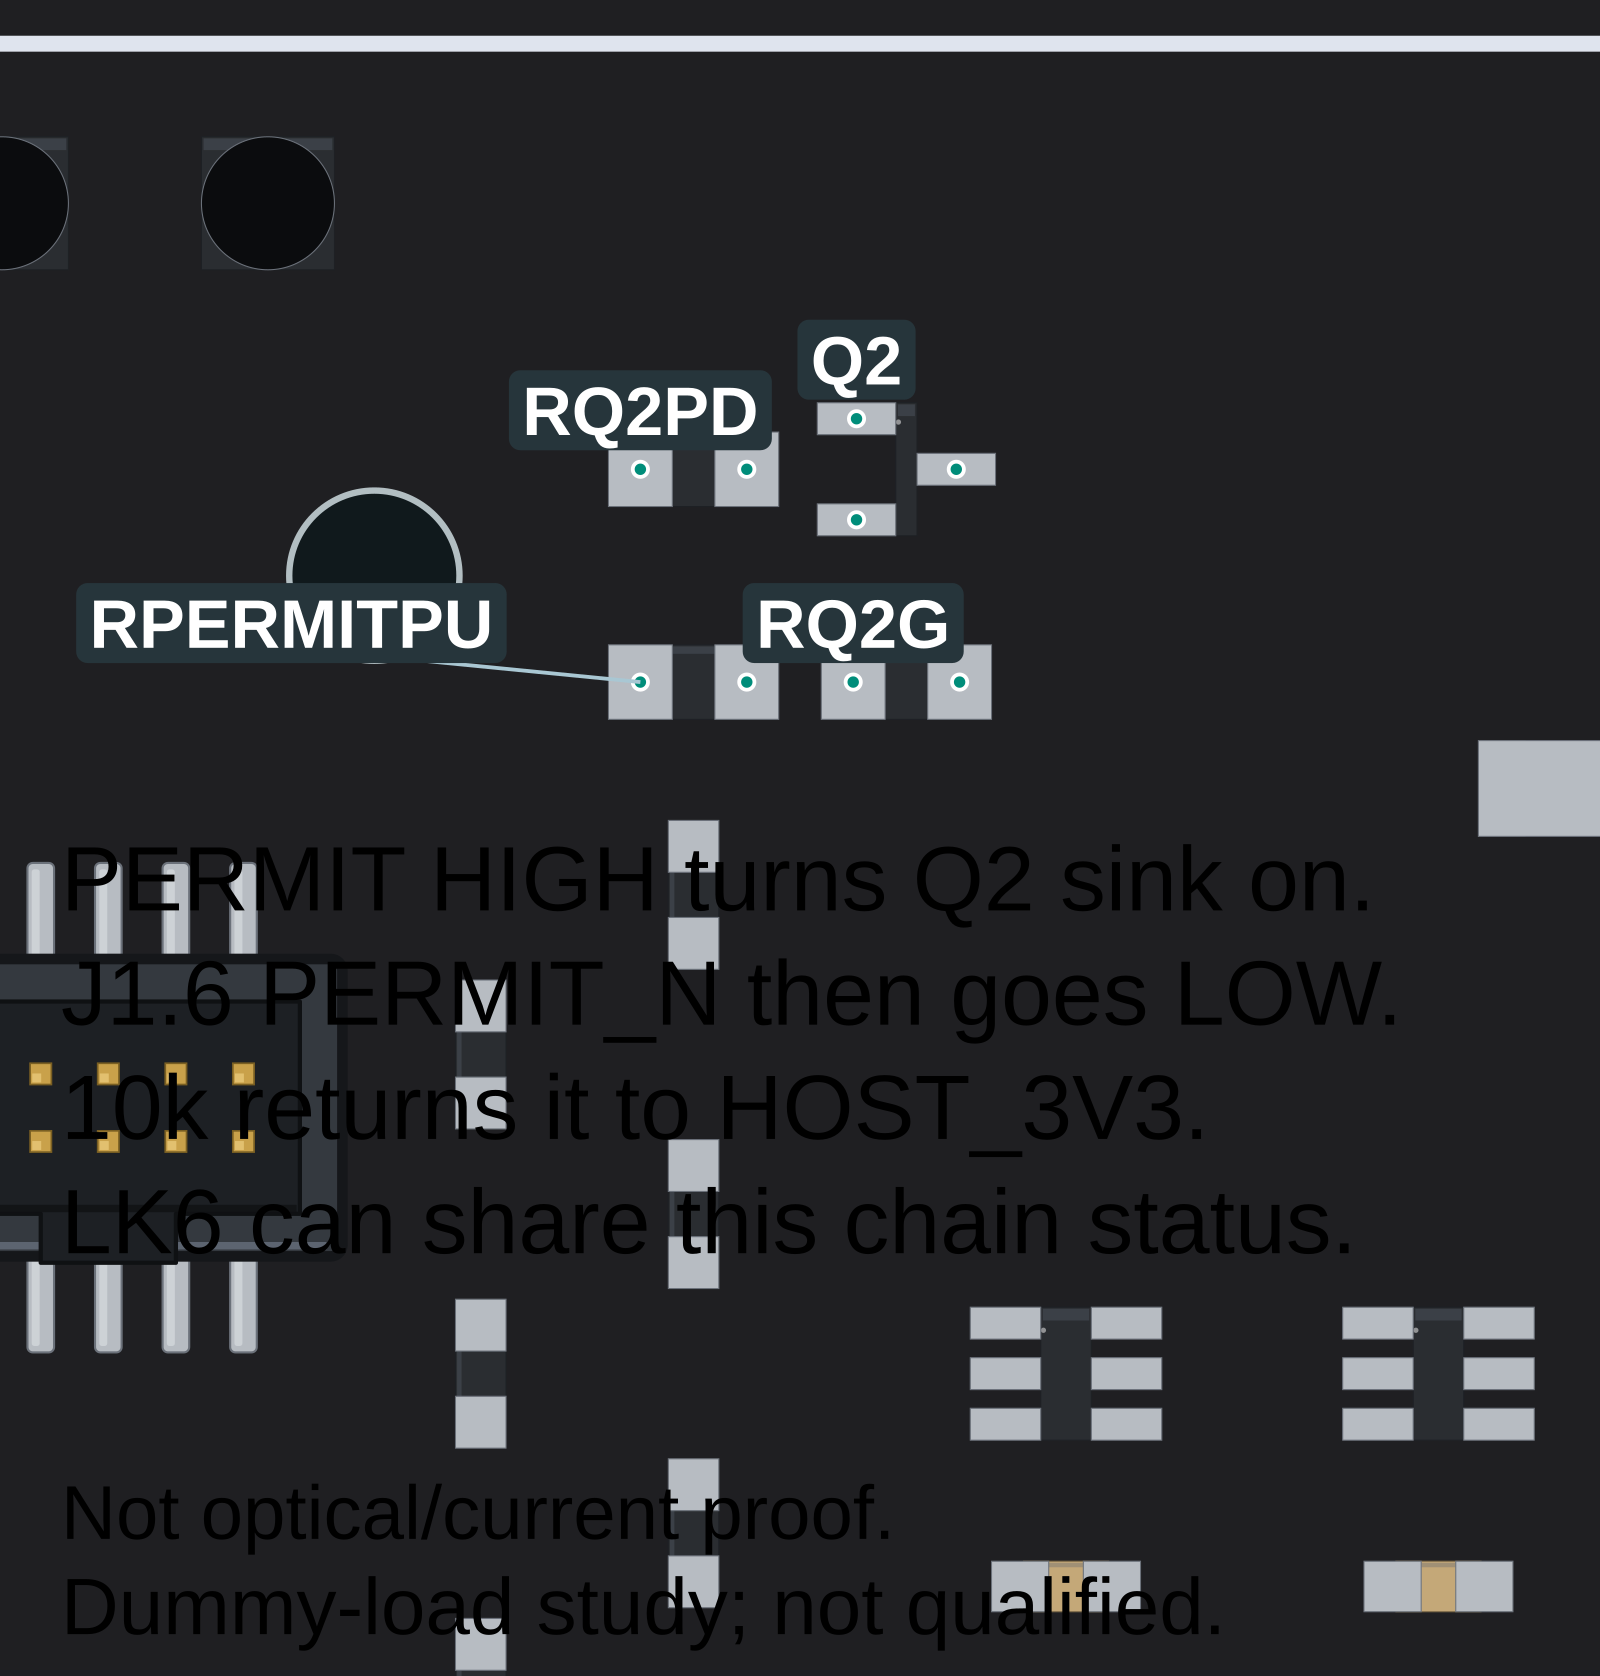 Q2
RQ2PD
RPERMITPU
RQ2G
PERMIT HIGH turns Q2 sink on.
J1.6 PERMIT_N then goes LOW.
10k returns it to HOST_3V3.
LK6 can share this chain status.
Not optical/current proof.
Dummy-load study; not qualified.